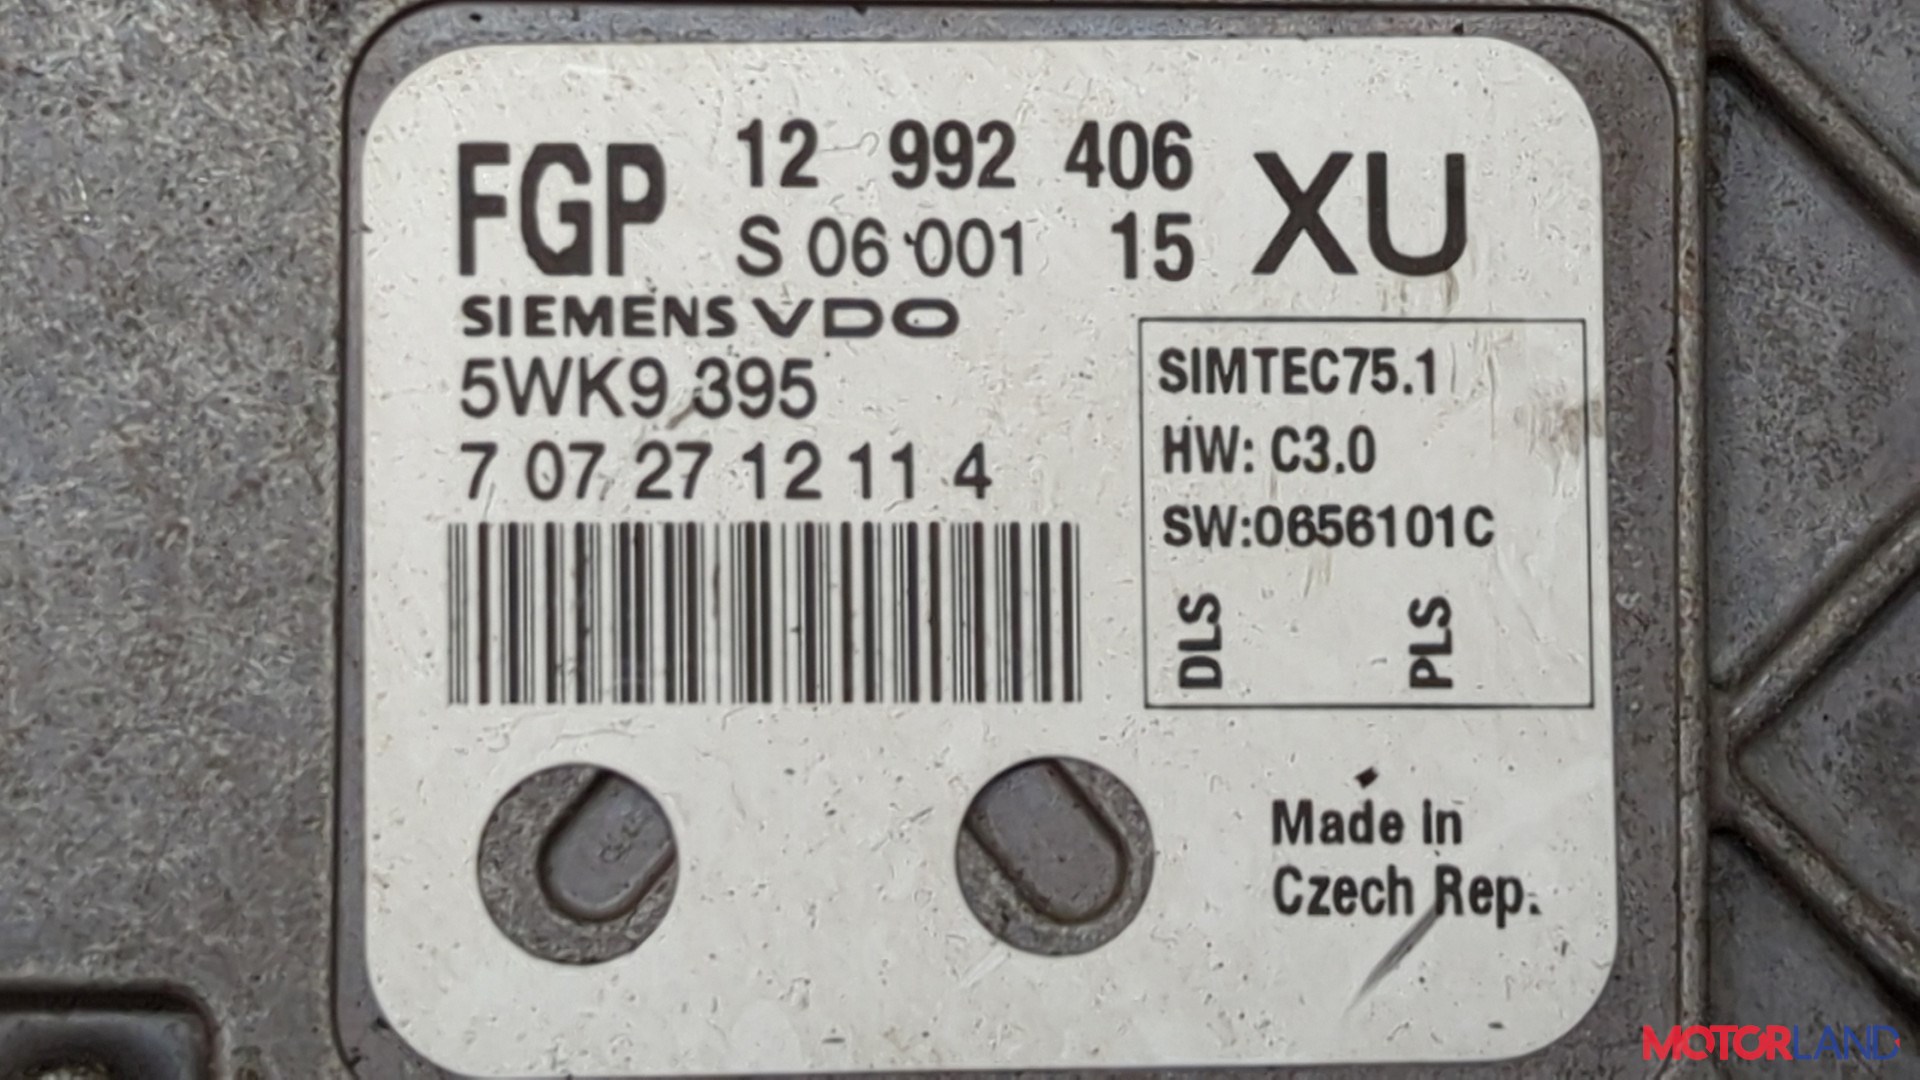 FGP 12 992 406 XU
S 06 001 15
SIEMENS VDO
5WK9 395
7 07 27 12 11 4
SIMTEC75.1
HW: C3.0
SW:0656101C
DLS PLS
Made in
Czech Rep.
MOTORLAND